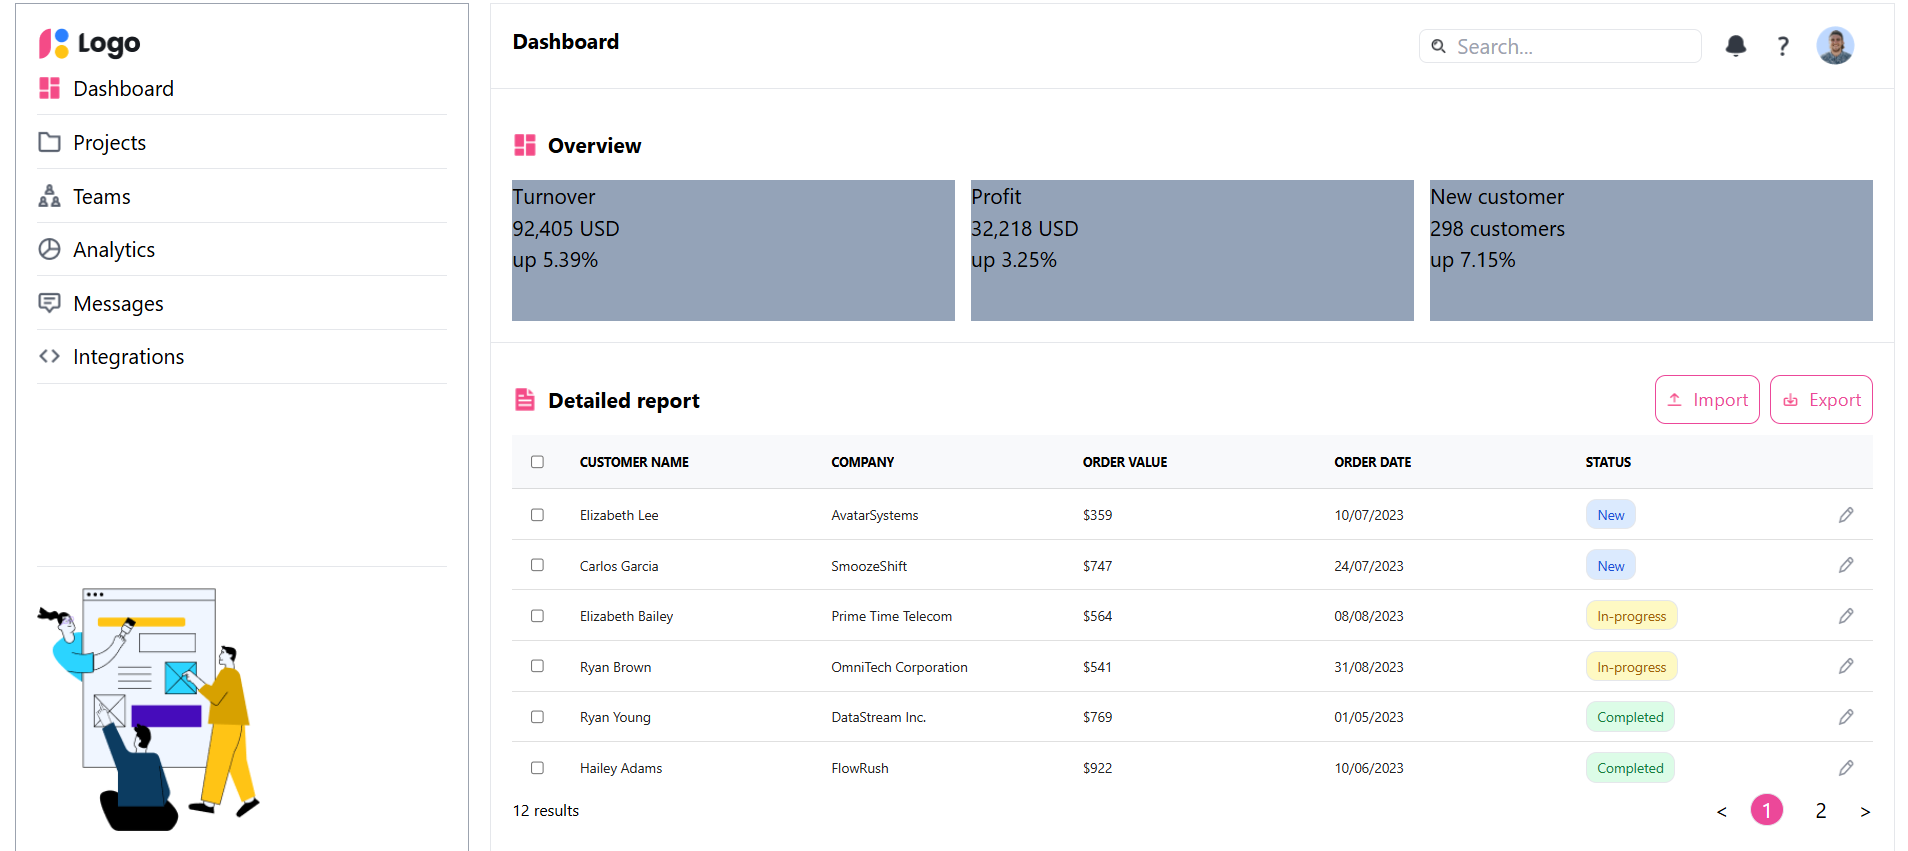 Logo
Dashboard
Projects
Teams
Analytics
Messages
Integrations
Dashboard
Search...
?
Overview
Turnover
92,405 USD
up 5.39%
Profit
32,218 USD
up 3.25%
New customer
298 customers
up 7.15%
Detailed report
Import Export
CUSTOMER NAME COMPANY ORDER VALUE ORDER DATE STATUS
Elizabeth Lee AvatarSystems $359 10/07/2023 New
Carlos Garcia SmoozeShift $747 24/07/2023 New
Elizabeth Bailey Prime Time Telecom $564 08/08/2023 In-progress
Ryan Brown OmniTech Corporation $541 31/08/2023 In-progress
Ryan Young DataStream Inc. $769 01/05/2023 Completed
Hailey Adams FlowRush $922 10/06/2023 Completed
12 results < 1 2 >